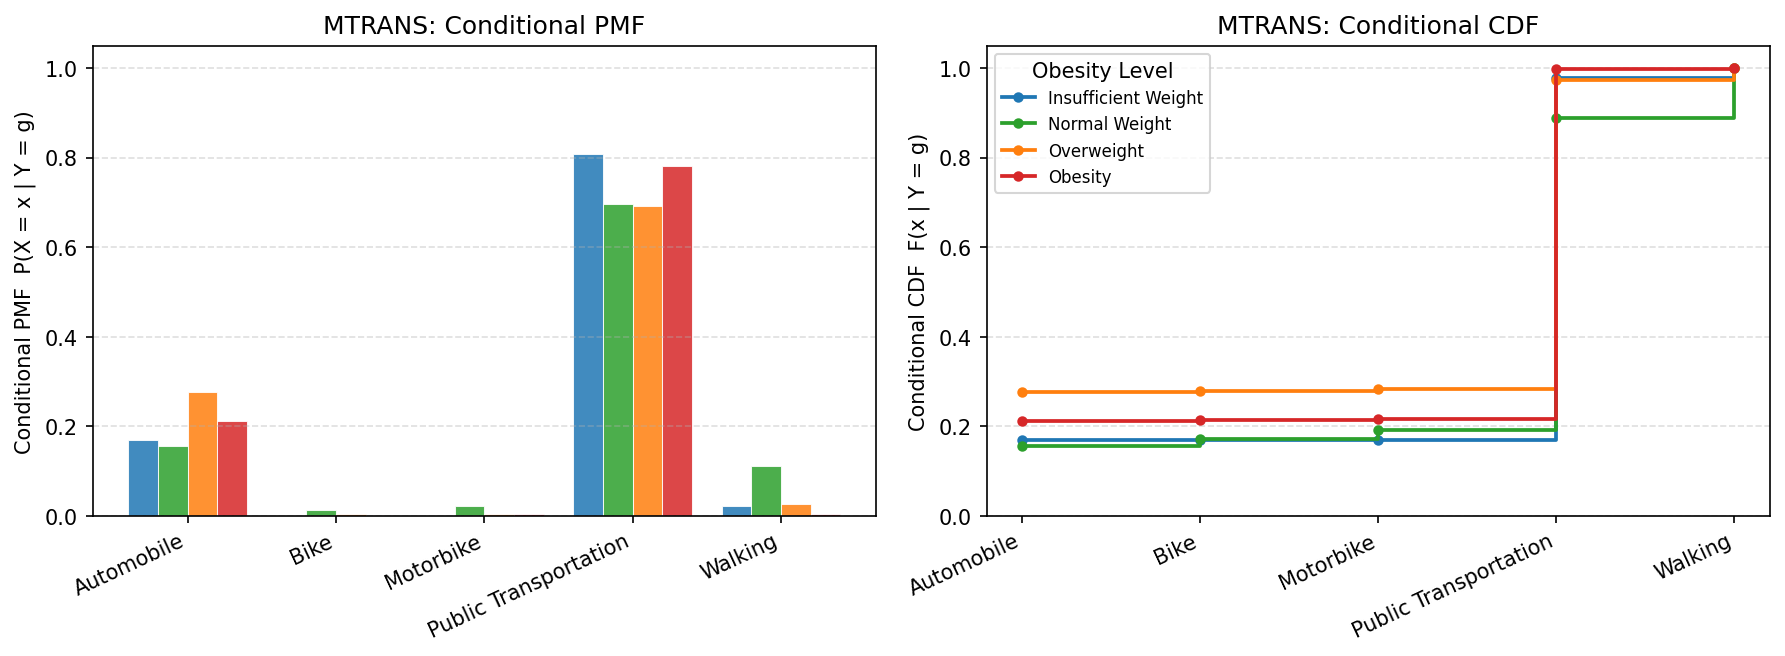 MTRANS: Conditional PMF
Conditional PMF  P(X = x | Y = g)
1.0
0.8
0.6
0.4
0.2
0.0
Automobile
Bike
Motorbike
Public Transportation
Walking
MTRANS: Conditional CDF
Conditional CDF  F(x | Y = g)
1.0
0.8
0.6
0.4
0.2
0.0
Obesity Level
Insufficient Weight
Normal Weight
Overweight
Obesity
Automobile
Bike
Motorbike
Public Transportation
Walking